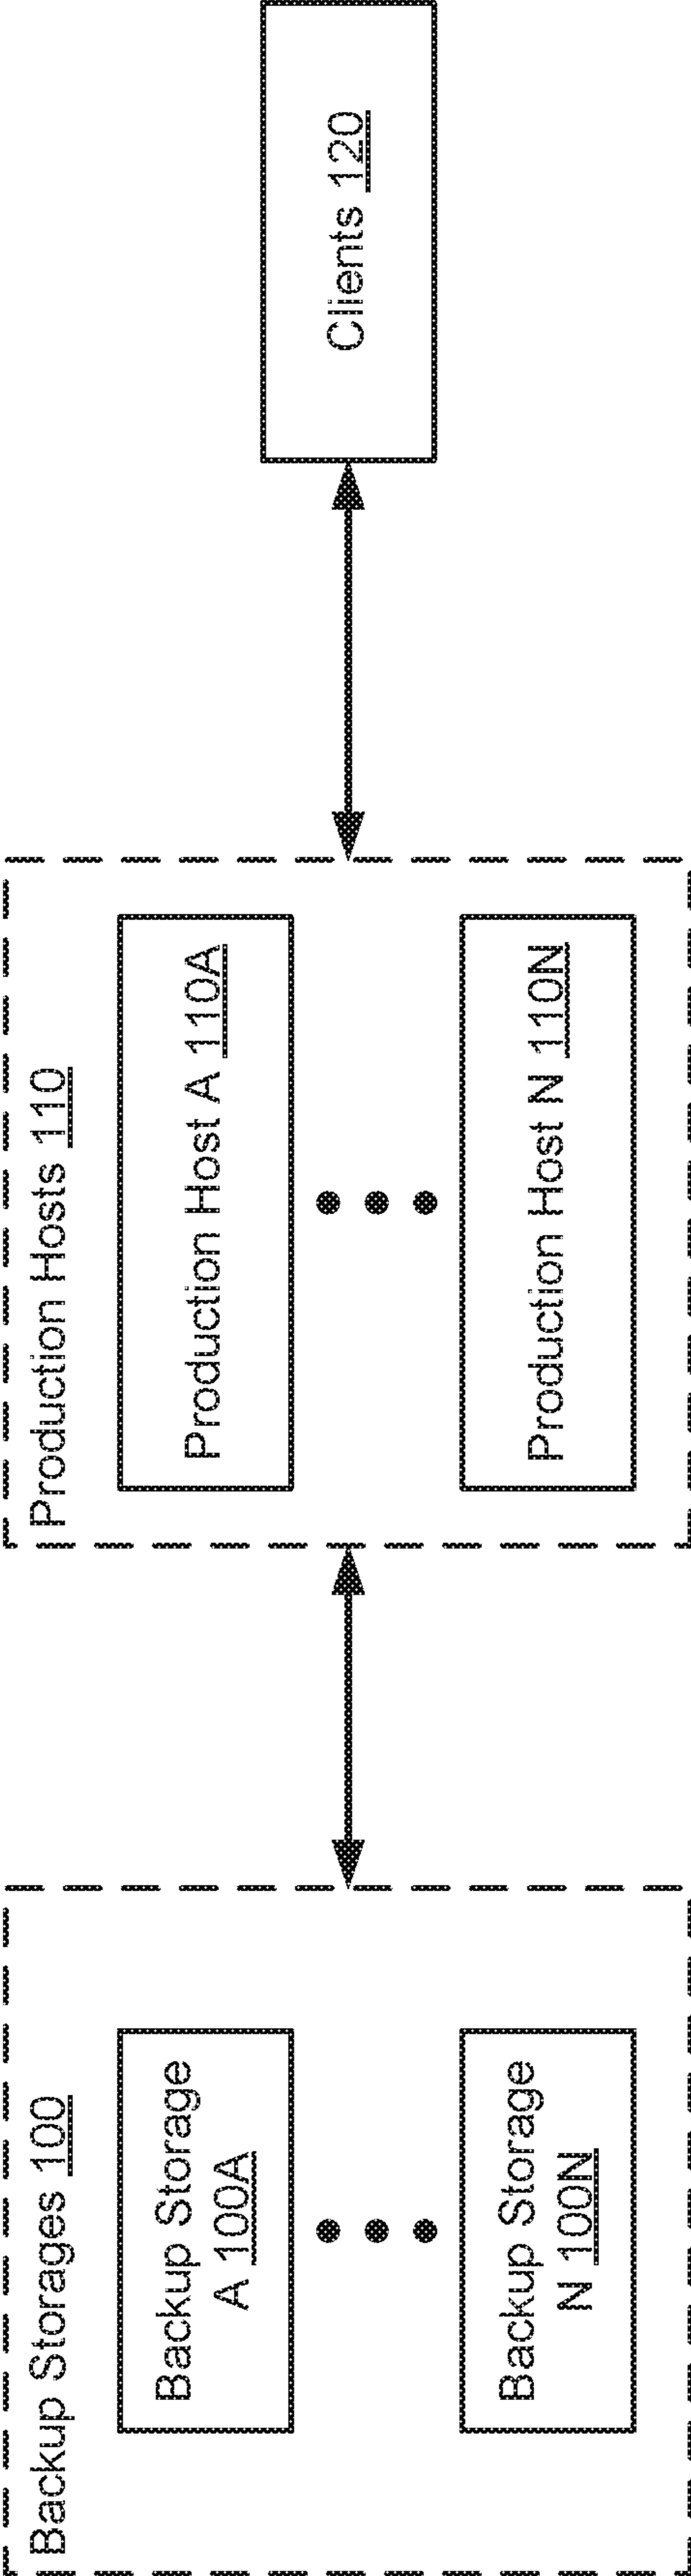 Backup Storages 100
Backup Storage
A 100A
Backup Storage
N 100N
Production Hosts 110
Production Host A 110A
Production Host N 110N
Clients 120